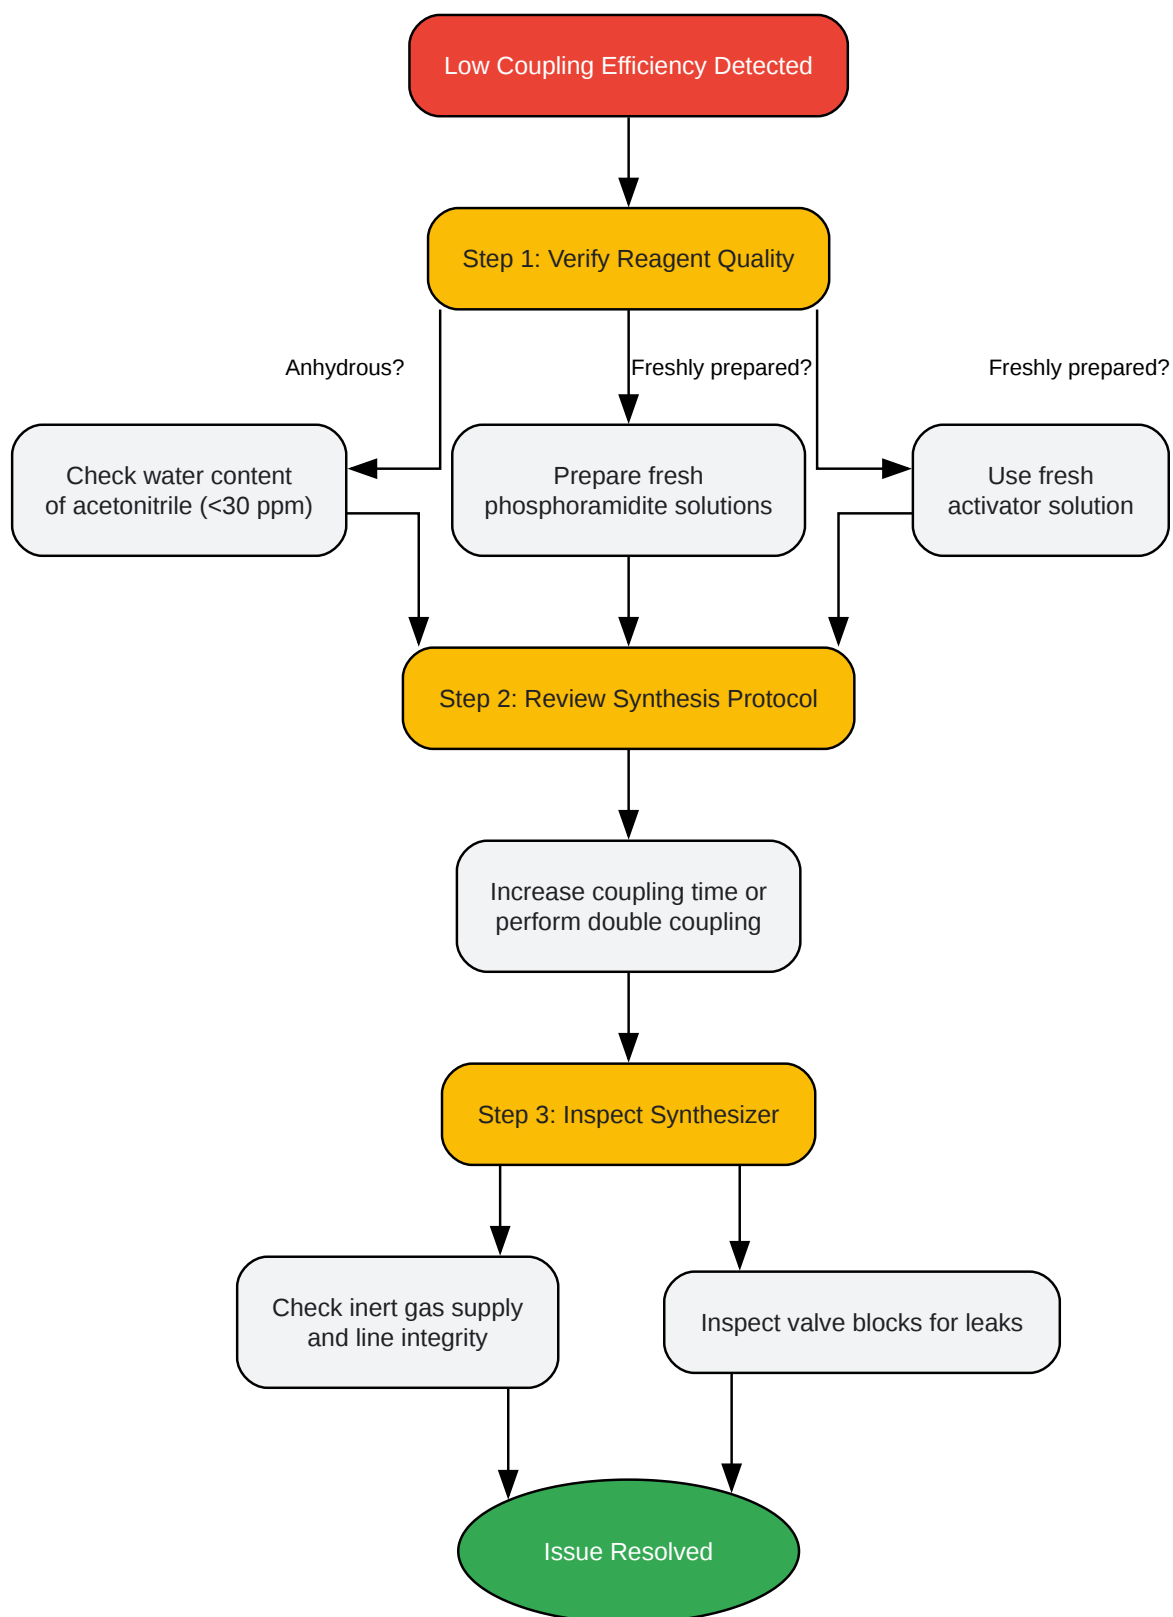 Low Coupling Efficiency Detected
Step 1: Verify Reagent Quality
Anhydrous?
Freshly prepared?
Freshly prepared?
Check water content
of acetonitrile (<30 ppm)
Prepare fresh
phosphoramidite solutions
Use fresh
activator solution
Step 2: Review Synthesis Protocol
Increase coupling time or
perform double coupling
Step 3: Inspect Synthesizer
Check inert gas supply
and line integrity
Inspect valve blocks for leaks
Issue Resolved